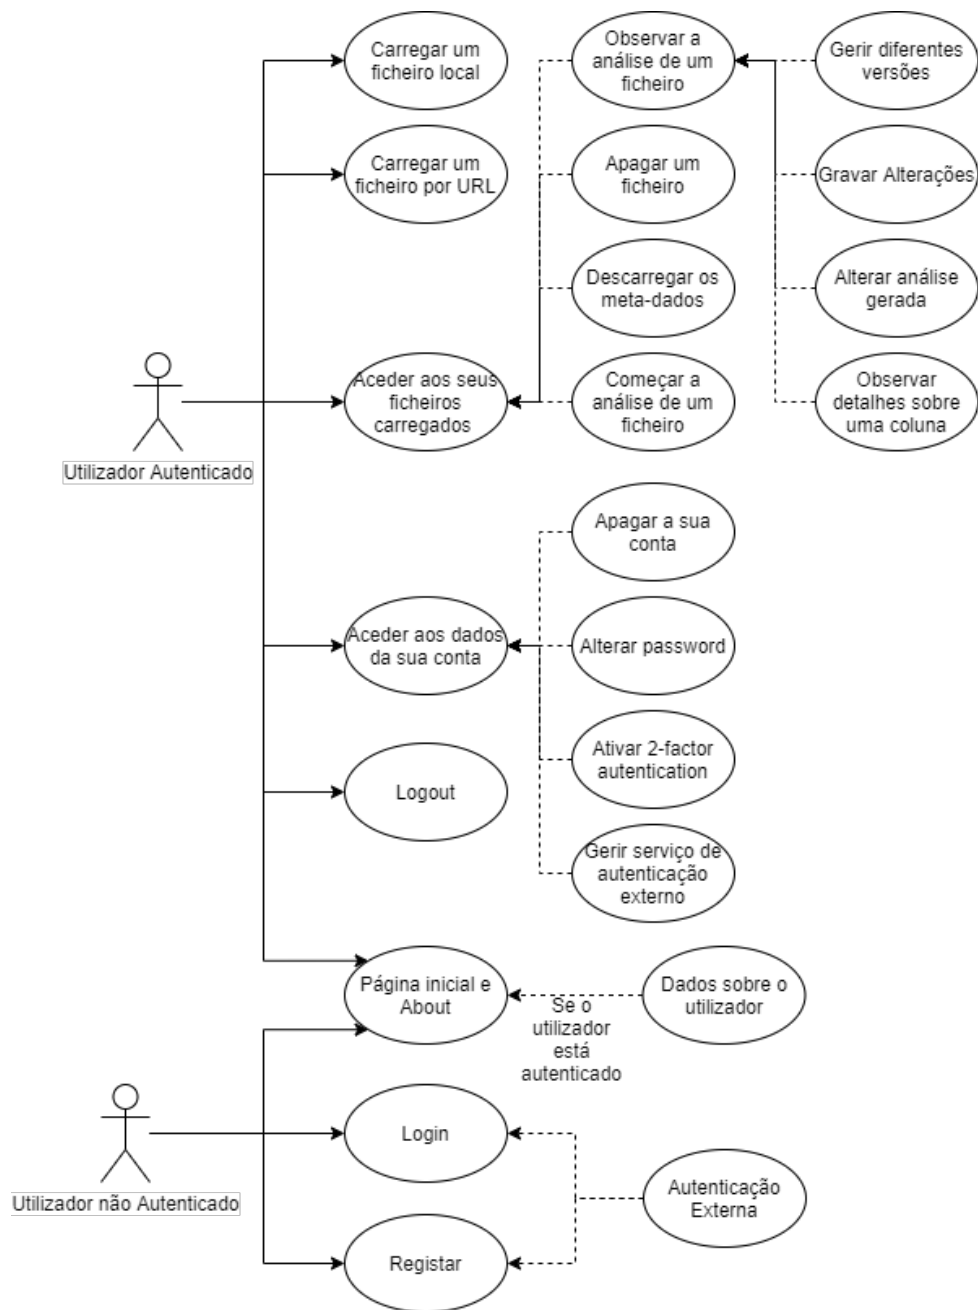 Carregar um
ficheiro local
Observar a
análise de um
ficheiro
Gerir diferentes
versões
Carregar um
ficheiro por URL
Apagar um
ficheiro
Gravar Alterações
Descarregar os
meta-dados
Alterar análise
gerada
Utilizador Autenticado
Aceder aos seus
ficheiros
carregados
Começar a
análise de um
ficheiro
Observar
detalhes sobre
uma coluna
Apagar a sua
conta
Aceder aos dados
da sua conta
Alterar password
Ativar 2-factor
autentication
Logout
Gerir serviço de
autenticação
externo
Página inicial e
About
Se o
utilizador
está
autenticado
Dados sobre o
utilizador
Utilizador não Autenticado
Login
Autenticação
Externa
Registar